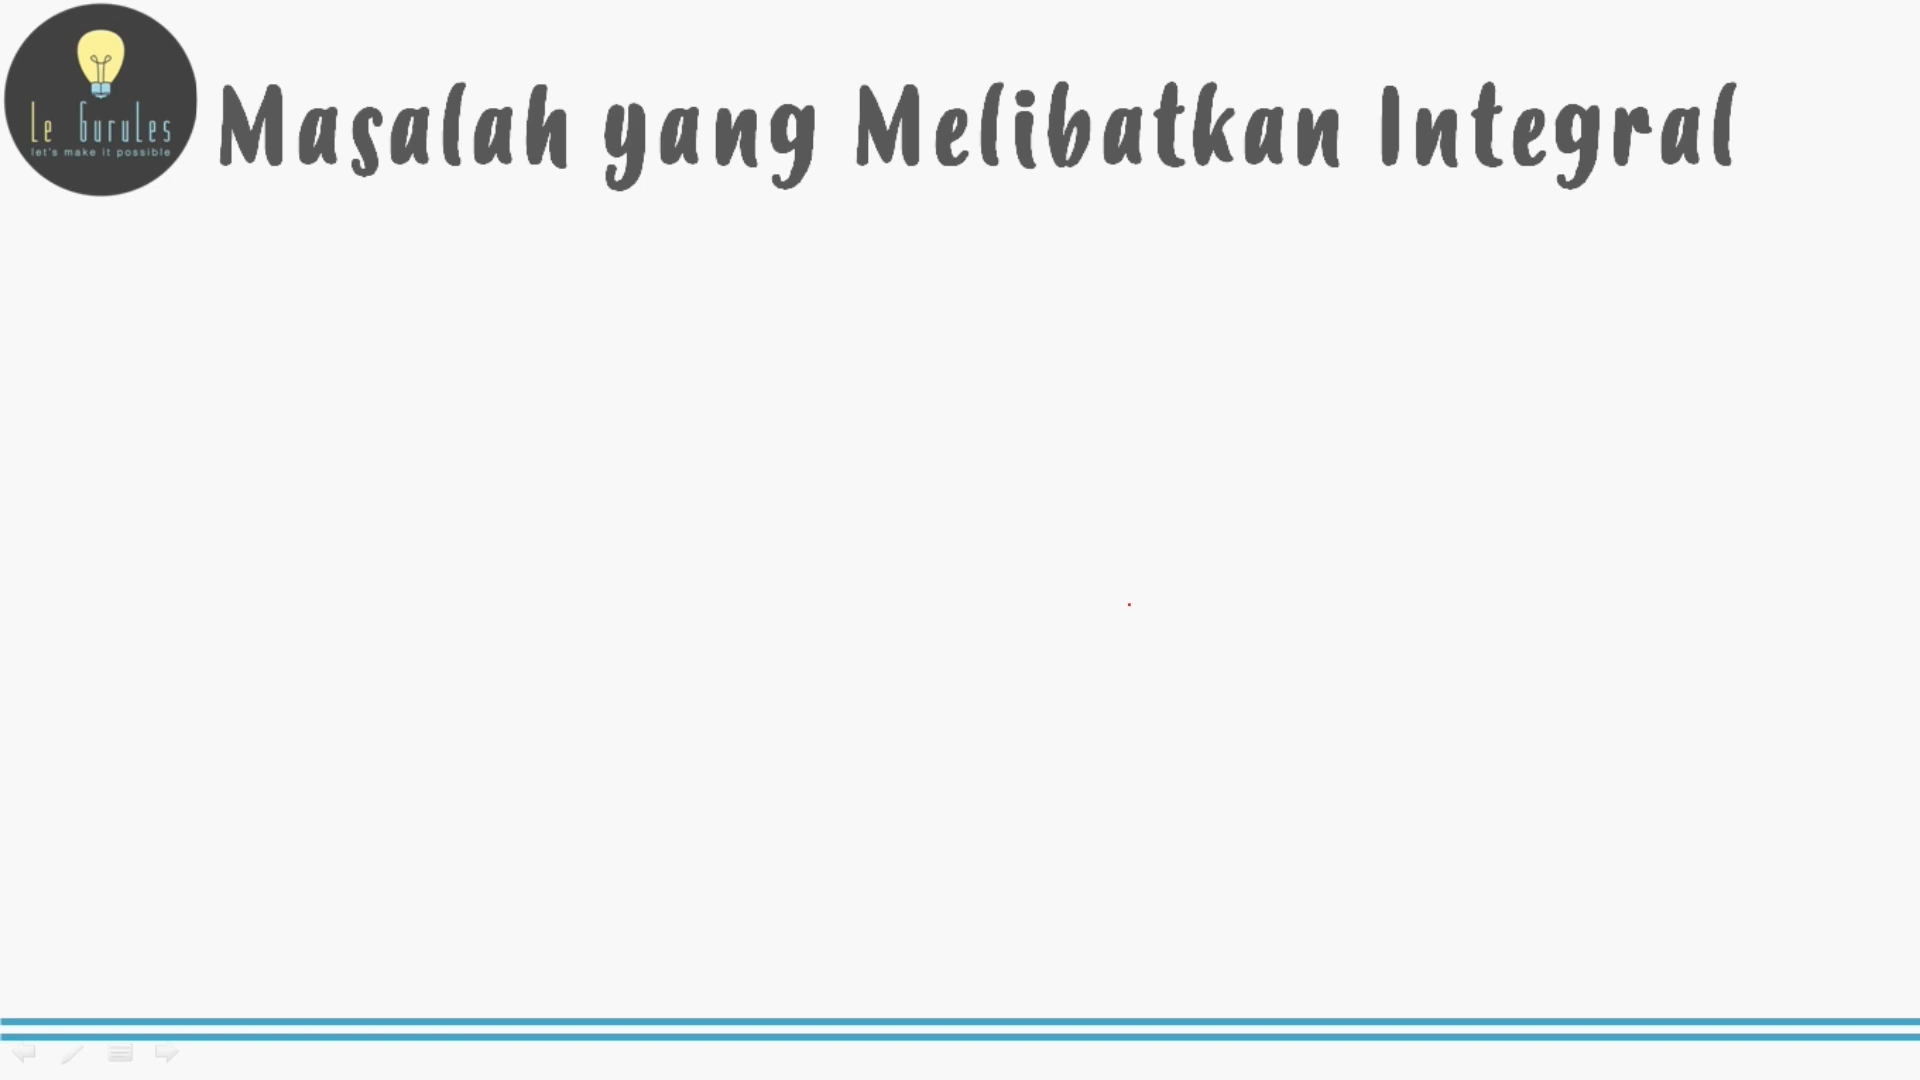 Le Gurules
let's make it possible
Masalah yang Melibatkan Integral